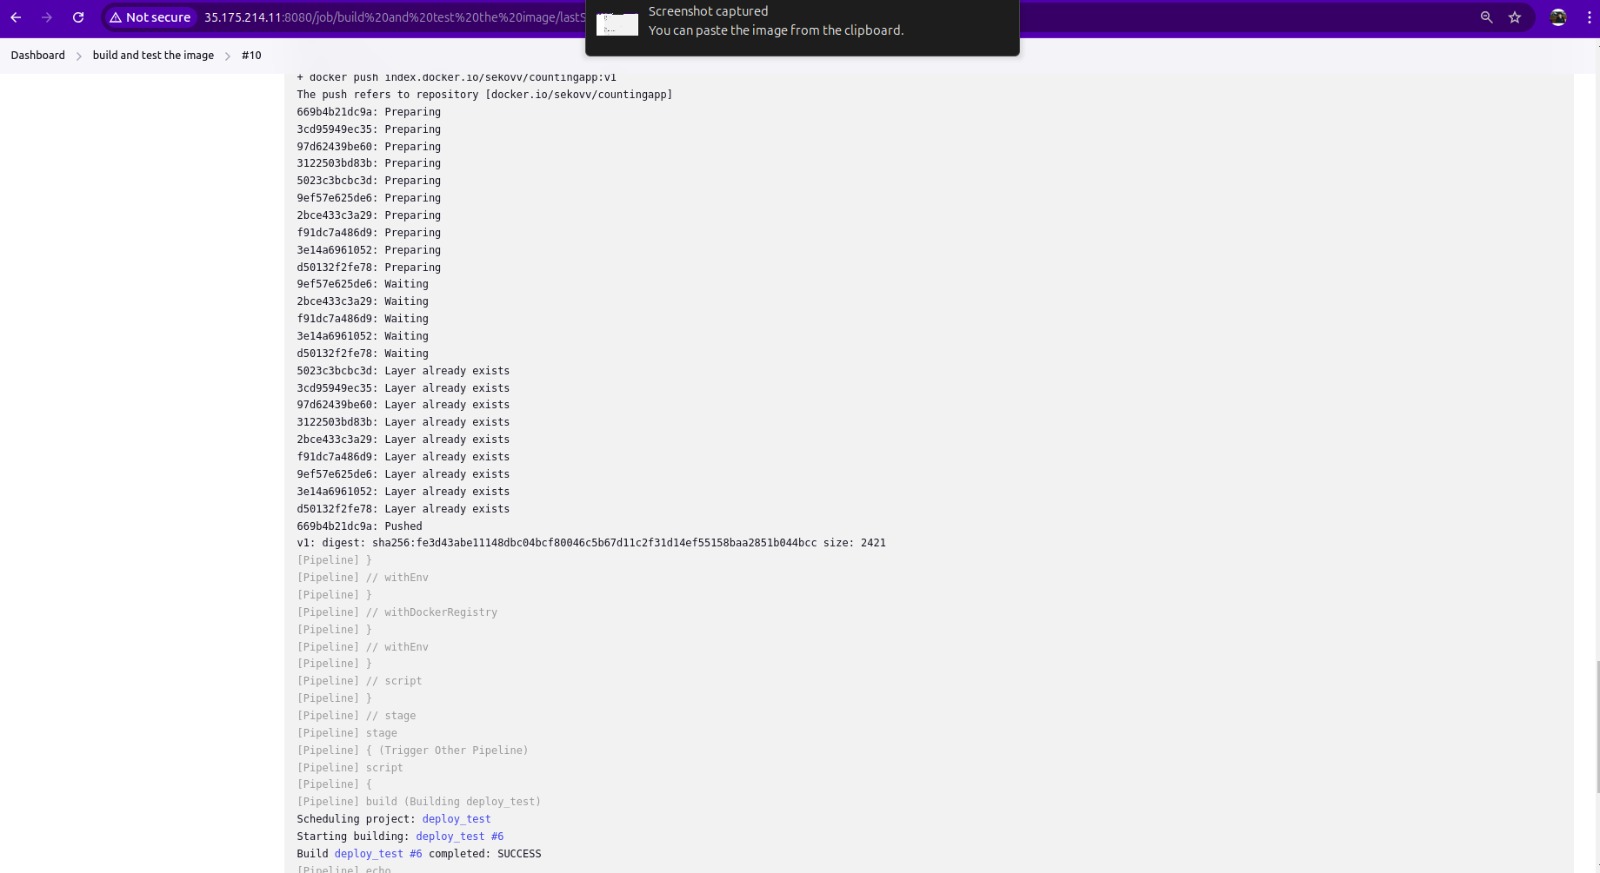 Not secure 35.175.214.11:8080/job/build%20and%20test%20the%20image/lastS
Screenshot captured
You can paste the image from the clipboard.
Dashboard > build and test the image > #10
+ docker push index.docker.io/sekovv/countingapp:v1
The push refers to repository [docker.io/sekovv/countingapp]
669b4b21dc9a: Preparing
3cd95949ec35: Preparing
97d62439be60: Preparing
3122503bd83b: Preparing
5023c3bcbc3d: Preparing
9ef57e625de6: Preparing
2bce433c3a29: Preparing
f91dc7a486d9: Preparing
3e14a6961052: Preparing
d50132f2fe78: Preparing
9ef57e625de6: Waiting
2bce433c3a29: Waiting
f91dc7a486d9: Waiting
3e14a6961052: Waiting
d50132f2fe78: Waiting
5023c3bcbc3d: Layer already exists
3cd95949ec35: Layer already exists
97d62439be60: Layer already exists
3122503bd83b: Layer already exists
2bce433c3a29: Layer already exists
f91dc7a486d9: Layer already exists
9ef57e625de6: Layer already exists
3e14a6961052: Layer already exists
d50132f2fe78: Layer already exists
669b4b21dc9a: Pushed
v1: digest: sha256:fe3d43abe11148dbc04bcf80046c5b67d11c2f31d14ef55158baa2851b044bcc size: 2421
[Pipeline] }
[Pipeline] // withEnv
[Pipeline] }
[Pipeline] // withDockerRegistry
[Pipeline] }
[Pipeline] // withEnv
[Pipeline] }
[Pipeline] // script
[Pipeline] }
[Pipeline] // stage
[Pipeline] stage
[Pipeline] { (Trigger Other Pipeline)
[Pipeline] script
[Pipeline] {
[Pipeline] build (Building deploy_test)
Scheduling project: deploy_test
Starting building: deploy_test #6
Build deploy_test #6 completed: SUCCESS
[Pipeline] echo